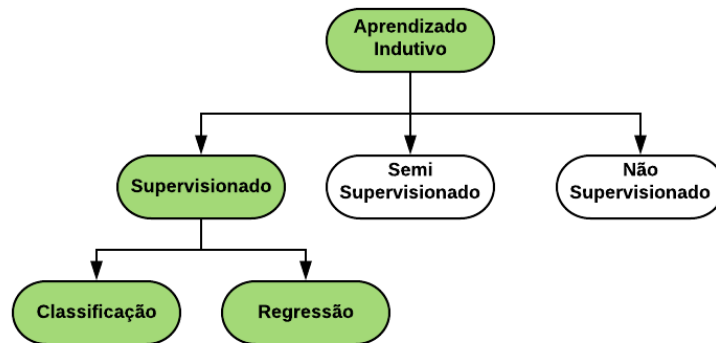 Aprendizado
Indutivo
Supervisionado
Semi
Supervisionado
Não
Supervisionado
Classificação
Regressão